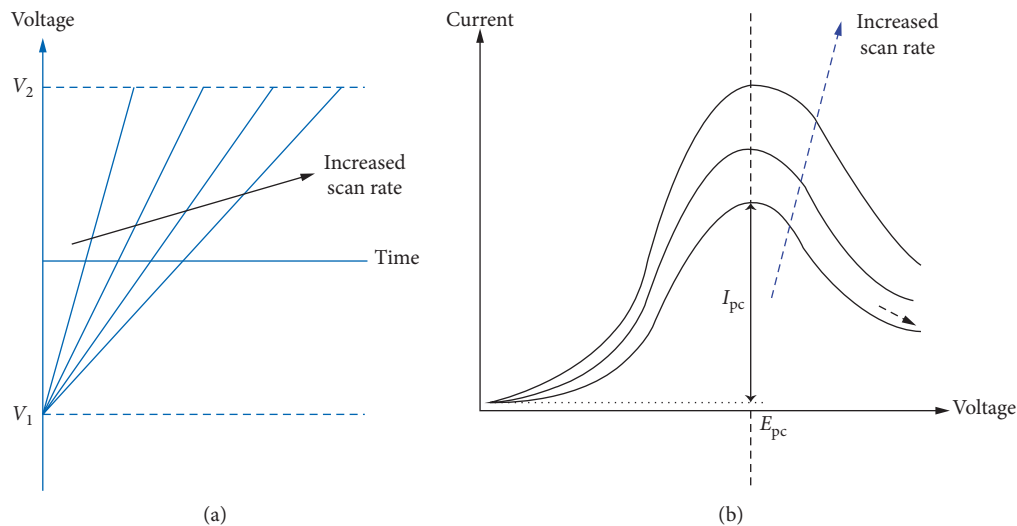 Voltage
V2
Increased
scan rate
Time
V1
(a)
Current
Increased
scan rate
Ipc
Voltage
Epc
(b)